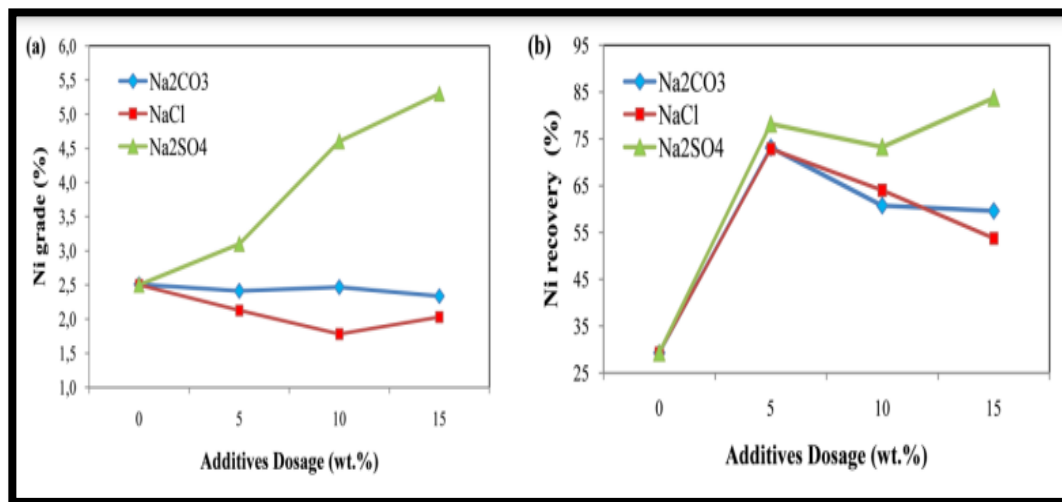 (a)
6,0
5,5
5,0
4,5
4,0
3,5
3,0
2,5
2,0
1,5
1,0
Ni grade (%)
Na2CO3
NaCl
Na2SO4
0 5 10 15
Additives Dosage (wt.%)
(b)
95
85
75
65
55
45
35
25
Ni recovery (%)
Na2CO3
NaCl
Na2SO4
0 5 10 15
Additives Dosage (wt.%)